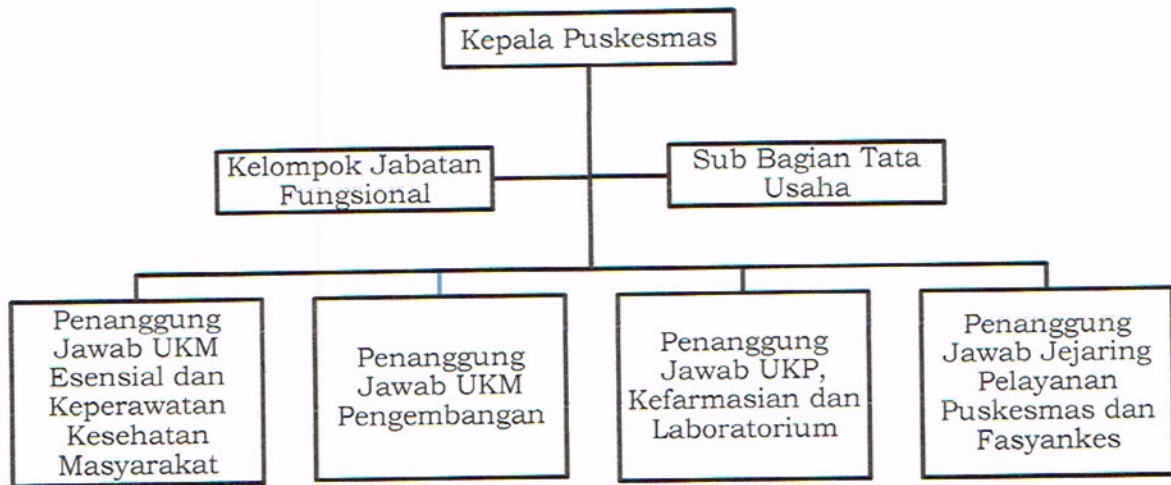 Kepala Puskesmas
Kelompok Jabatan
Fungsional
Sub Bagian Tata
Usaha
Penanggung
Jawab UKM
Esensial dan
Keperawatan
Kesehatan
Masyarakat
Penanggung
Jawab UKM
Pengembangan
Penanggung
Jawab UKP,
Kefarmasian dan
Laboratorium
Penanggung
Jawab Jejaring
Pelayanan
Puskesmas dan
Fasyankes